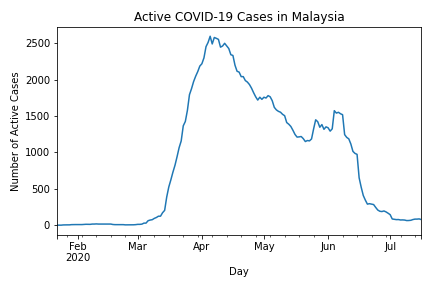 Active COVID-19 Cases in Malaysia
Number of Active Cases
2500
2000
1500
1000
500
0
Feb Mar Apr May Jun Jul
2020
Day